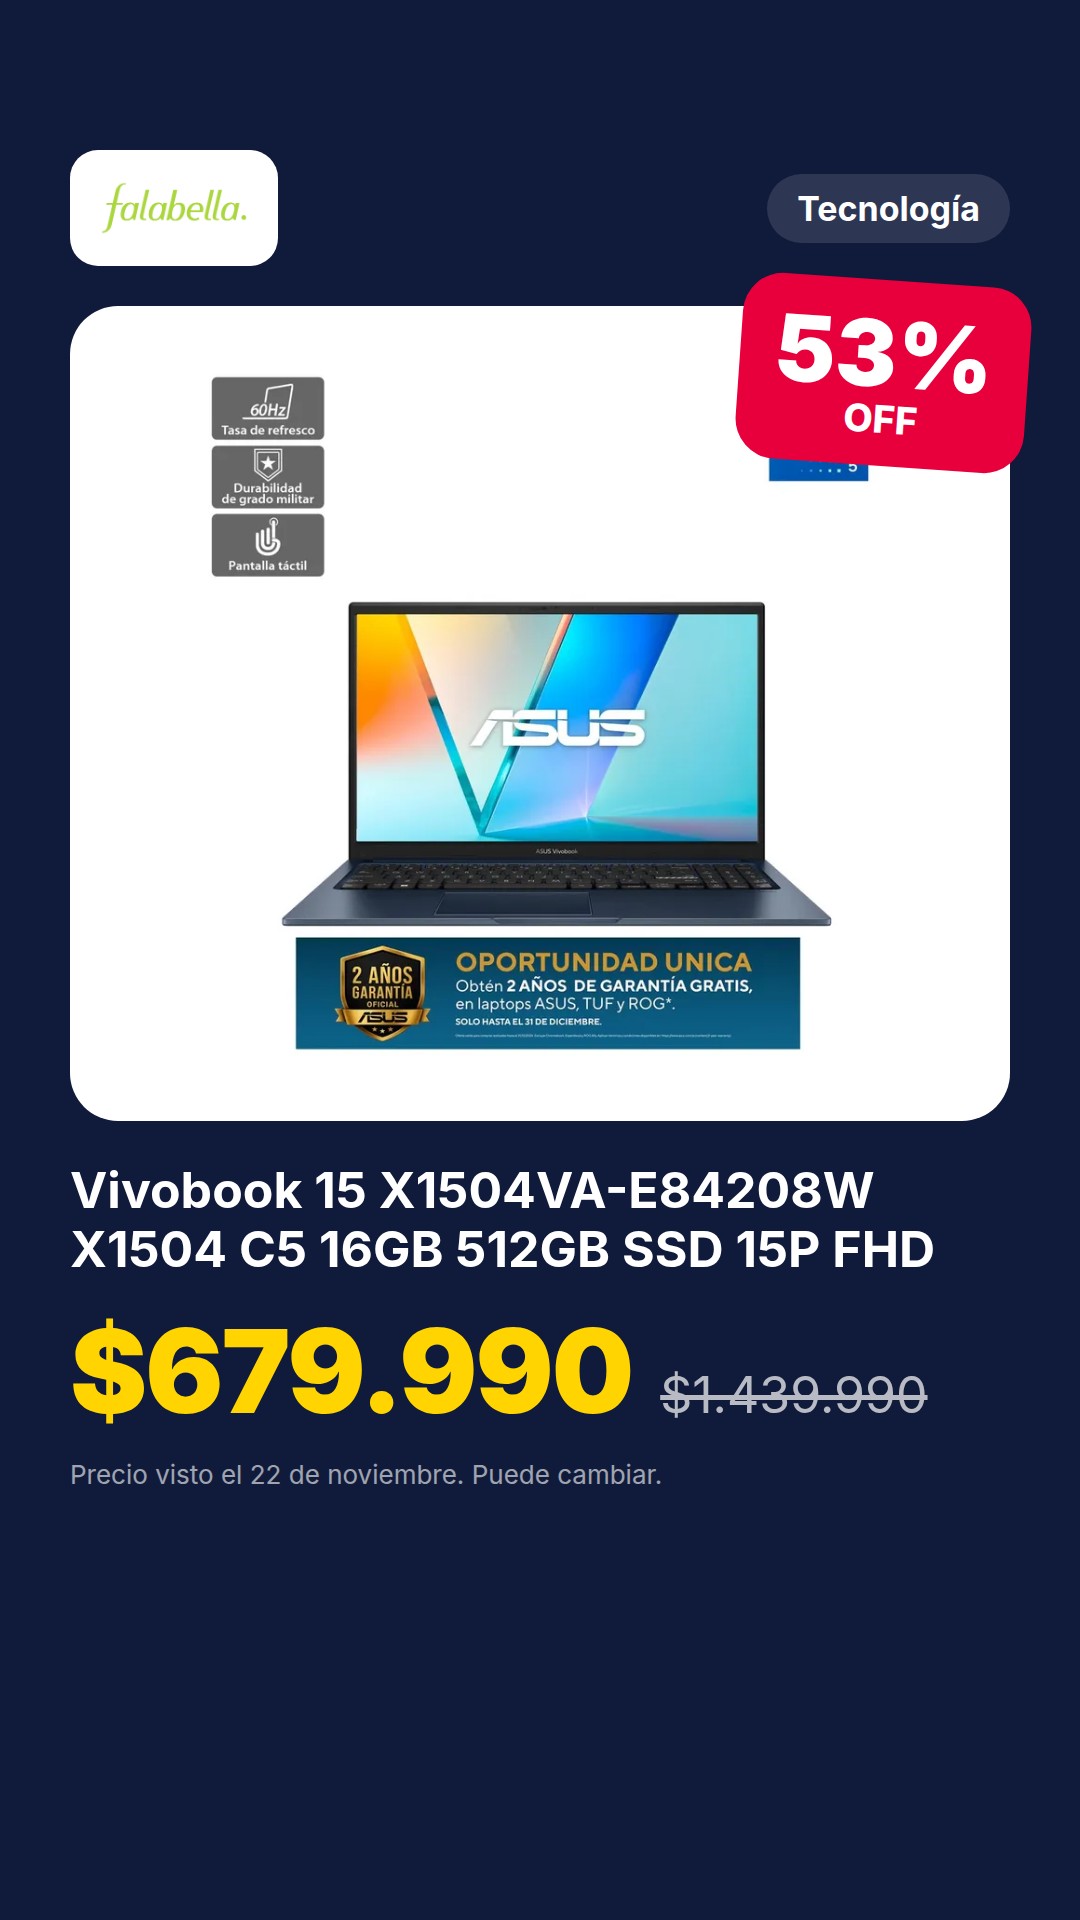 falabella.
Tecnología
53%
OFF
5
60Hz
Tasa de refresco
Durabilidad
de grado militar
Pantalla táctil
ASUS
ASUS Vivobook
2 AÑOS
GARANTÍA
OFICIAL
ASUS
OPORTUNIDAD UNICA
Obtén 2 AÑOS DE GARANTÍA GRATIS,
en laptops ASUS, TUF y ROG*.
SOLO HASTA EL 31 DE DICIEMBRE.
Vivobook 15 X1504VA-E84208W
X1504 C5 16GB 512GB SSD 15P FHD
$679.990 $1.439.990
Precio visto el 22 de noviembre. Puede cambiar.